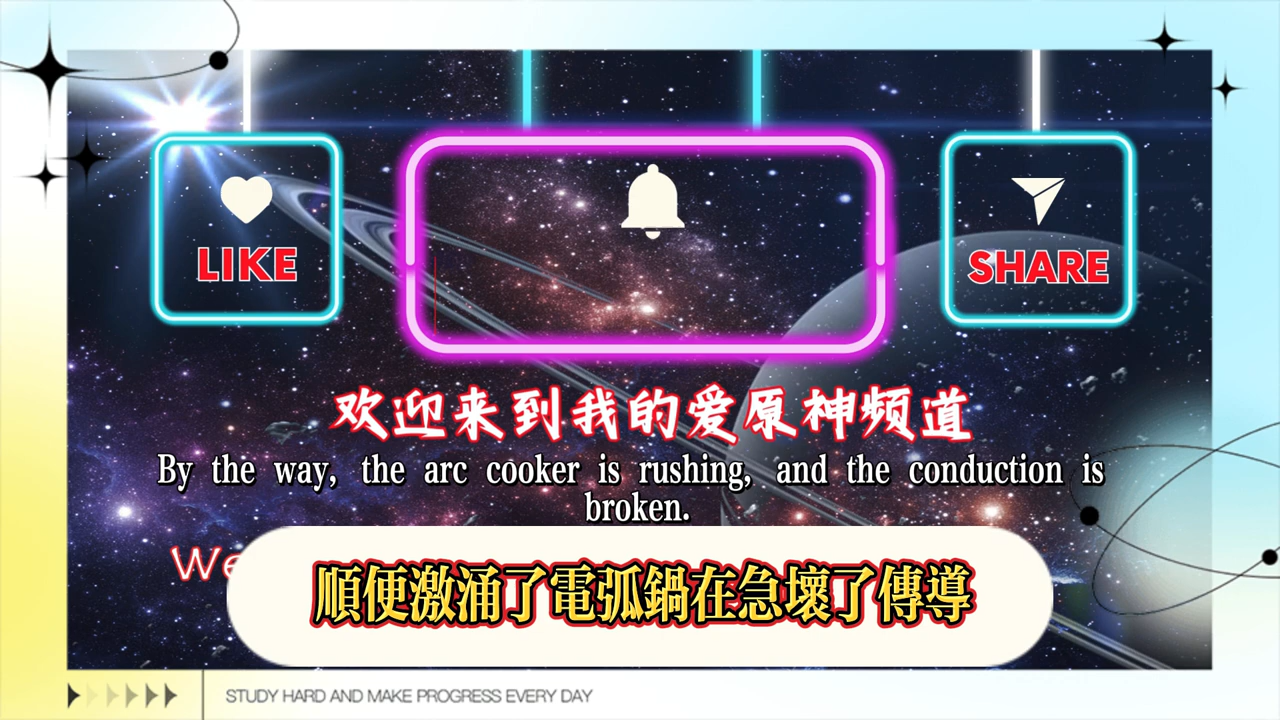 LIKE
SHARE
欢迎来到我的爱原神频道
By the way, the arc cooker is rushing, and the conduction is
broken.
We
順便激涌了電弧鍋在急壞了傳導
STUDY HARD AND MAKE PROGRESS EVERY DAY